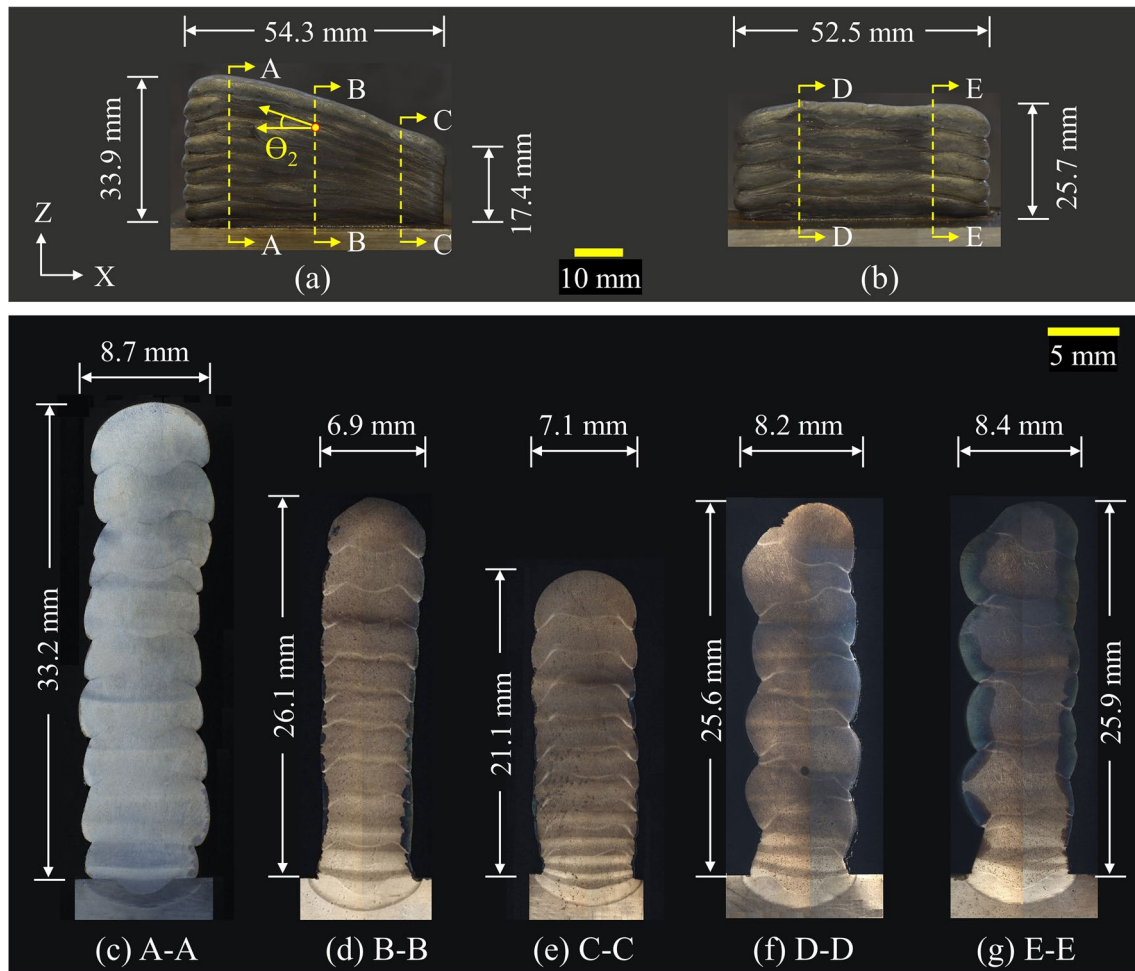 54.3 mm
52.5 mm
A
B
C
D
E
33.9 mm
Θ₂
17.4 mm
25.7 mm
A
B
C
D
E
Z
X
(a)
10 mm
(b)
5 mm
8.7 mm
6.9 mm
7.1 mm
8.2 mm
8.4 mm
33.2 mm
26.1 mm
21.1 mm
25.6 mm
25.9 mm
(c) A-A
(d) B-B
(e) C-C
(f) D-D
(g) E-E